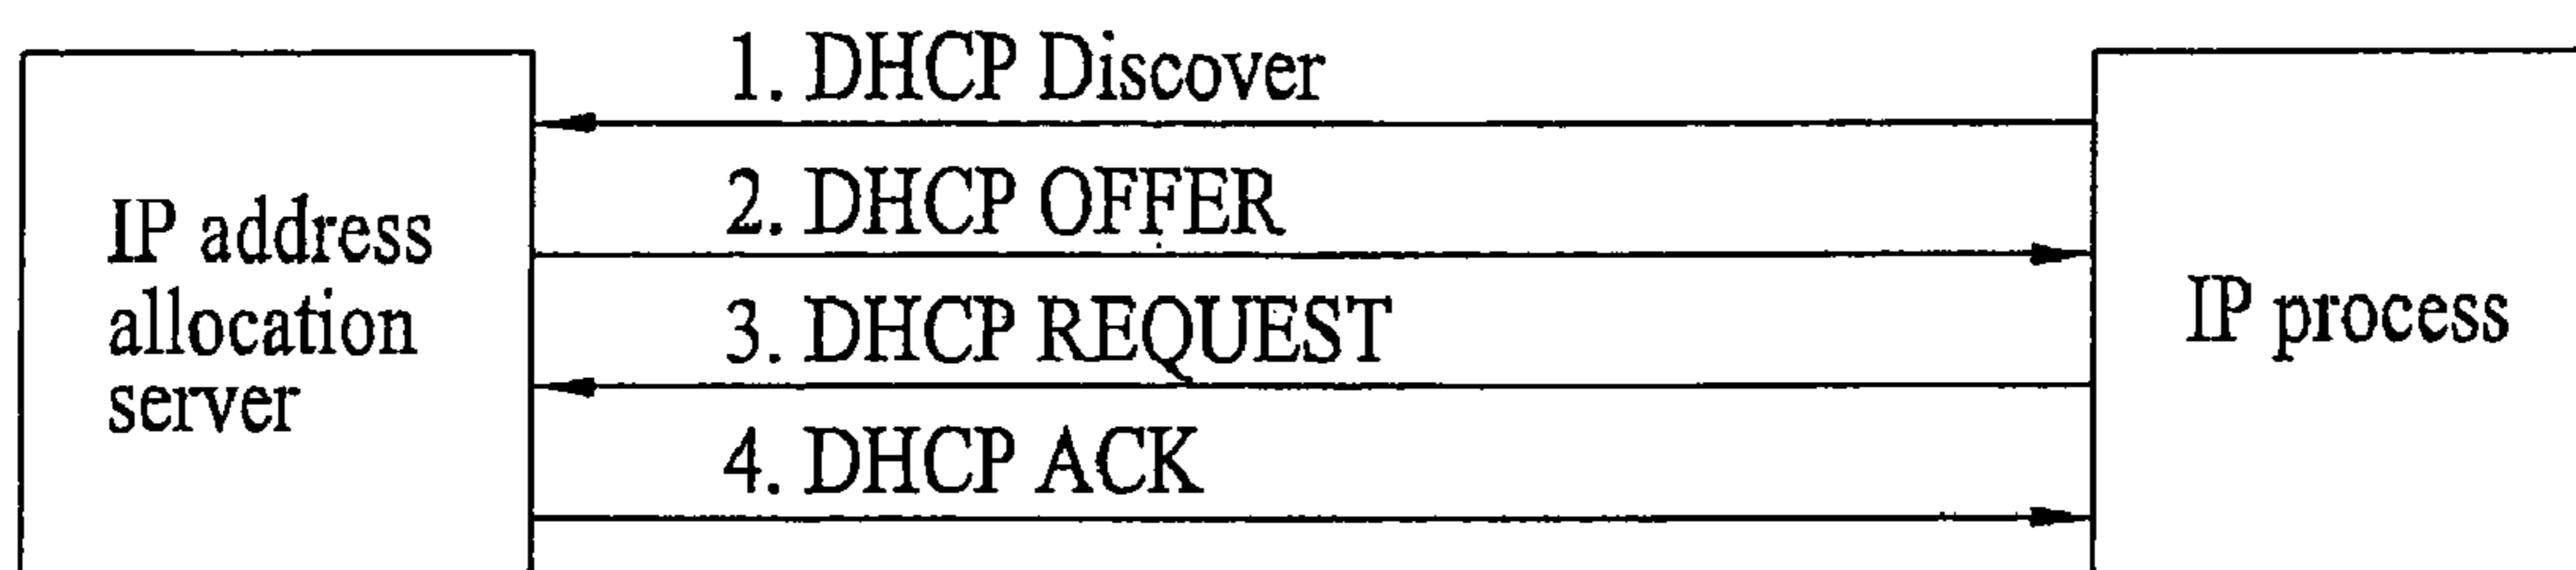 IP address
allocation
server
1. DHCP Discover
2. DHCP OFFER
3. DHCP REQUEST
4. DHCP ACK
IP process